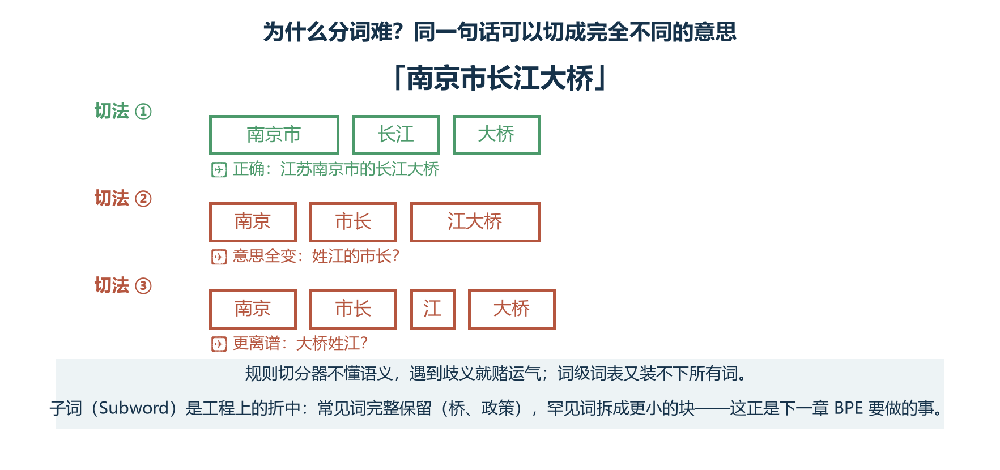 为什么分词难？同一句话可以切成完全不同的意思
「南京市长江大桥」
切法 ①
南京市 长江 大桥
正确：江苏南京市的长江大桥
切法 ②
南京 市长 江大桥
意思全变：姓江的市长？
切法 ③
南京 市长 江 大桥
更离谱：大桥姓江？
规则切分器不懂语义，遇到歧义就赌运气；词级词表又装不下所有词。
子词（Subword）是工程上的折中：常见词完整保留（桥、政策），罕见词拆成更小的块——这正是下一章 BPE 要做的事。